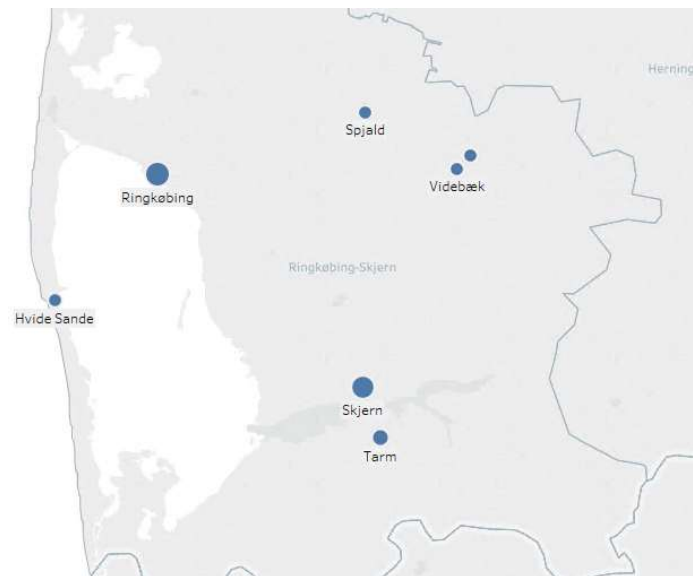 Herning
Spjald
Videbæk
Ringkøbing
Ringkøbing-Skjern
Hvide Sande
Skjern
Tarm